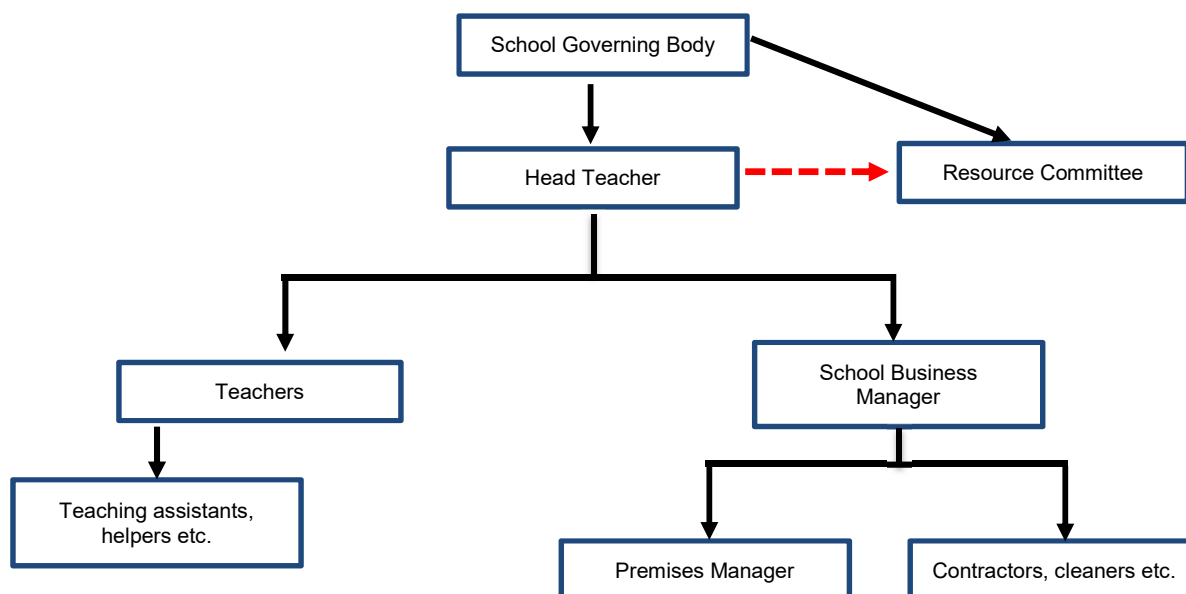 School Governing Body
Head Teacher
Resource Committee
Teachers
School Business
Manager
Teaching assistants,
helpers etc.
Premises Manager
Contractors, cleaners etc.